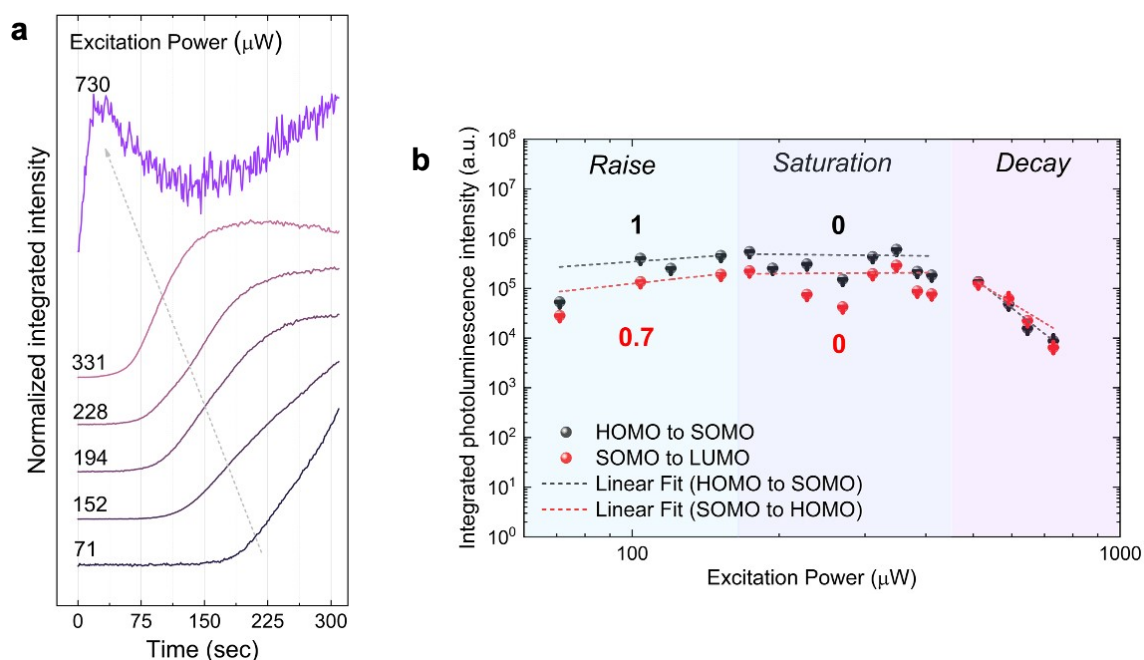 a
Excitation Power (μW)
730
331
228
194
152
71
Normalized integrated intensity
0 75 150 225 300
Time (sec)
b
Integrated photoluminescence intensity (a.u.)
10^8
10^7
10^6
10^5
10^4
10^3
10^2
10^1
10^0
Raise Saturation Decay
1 0
0.7 0
HOMO to SOMO
SOMO to LUMO
Linear Fit (HOMO to SOMO)
Linear Fit (SOMO to HOMO)
100 1000
Excitation Power (μW)